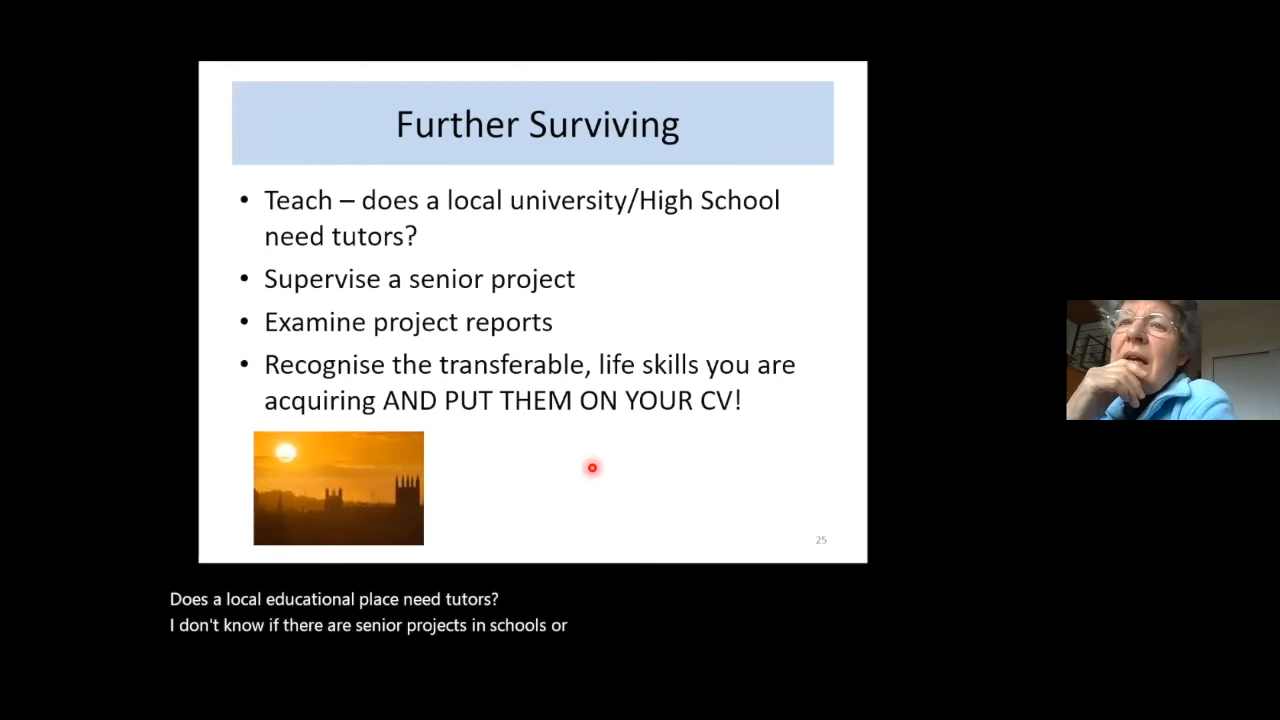 Further Surviving
• Teach – does a local university/High School
need tutors?
• Supervise a senior project
• Examine project reports
• Recognise the transferable, life skills you are
acquiring AND PUT THEM ON YOUR CV!
25
Does a local educational place need tutors?
I don't know if there are senior projects in schools or